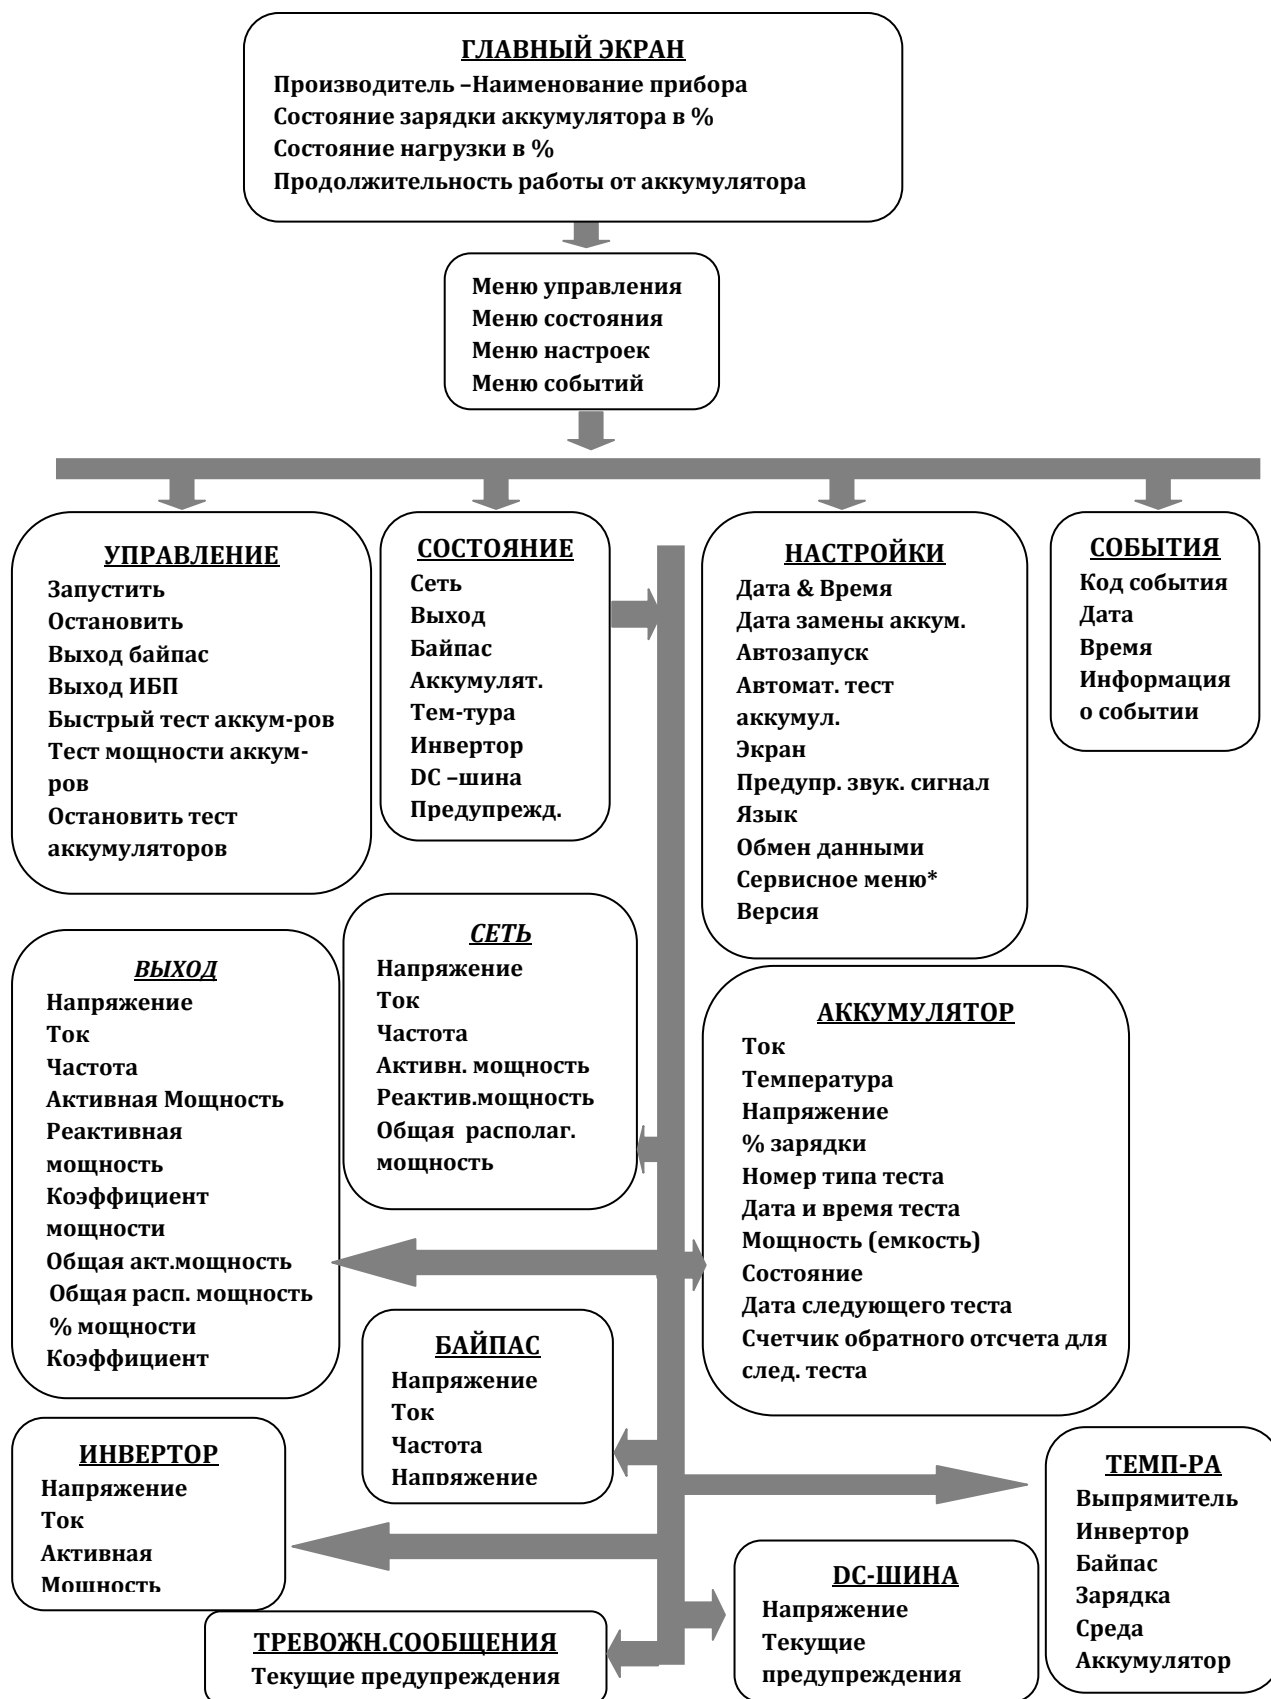 ГЛАВНЫЙ ЭКРАН
Производитель –Наименование прибора
Состояние зарядки аккумулятора в %
Состояние нагрузки в %
Продолжительность работы от аккумулятора
Меню управления
Меню состояния
Меню настроек
Меню событий
УПРАВЛЕНИЕ
Запустить
Остановить
Выход байпас
Выход ИБП
Быстрый тест аккум-ров
Тест мощности аккум-
ров
Остановить тест
аккумуляторов
СОСТОЯНИЕ
Сеть
Выход
Байпас
Аккумулят.
Тем-тура
Инвертор
DC –шина
Предупрежд.
НАСТРОЙКИ
Дата & Время
Дата замены аккум.
Автозапуск
Автомат. тест
аккумул.
Экран
Предупр. звук. сигнал
Язык
Обмен данными
Сервисное меню*
Версия
СОБЫТИЯ
Код события
Дата
Время
Информация
о событии
ВЫХОД
Напряжение
Ток
Частота
Активная Мощность
Реактивная
мощность
Коэффициент
мощности
Общая акт.мощность
Общая расп. мощность
% мощности
Коэффициент
СЕТЬ
Напряжение
Ток
Частота
Активн. мощность
Реактив.мощность
Общая располаг.
мощность
АККУМУЛЯТОР
Ток
Температура
Напряжение
% зарядки
Номер типа теста
Дата и время теста
Мощность (емкость)
Состояние
Дата следующего теста
Счетчик обратного отсчета для
след. теста
БАЙПАС
Напряжение
Ток
Частота
Напряжение
ИНВЕРТОР
Напряжение
Ток
Активная
Мощность
ТЕМП-РА
Выпрямитель
Инвертор
Байпас
Зарядка
Среда
Аккумулятор
DC-ШИНА
Напряжение
Текущие
предупреждения
ТРЕВОЖН.СООБЩЕНИЯ
Текущие предупреждения